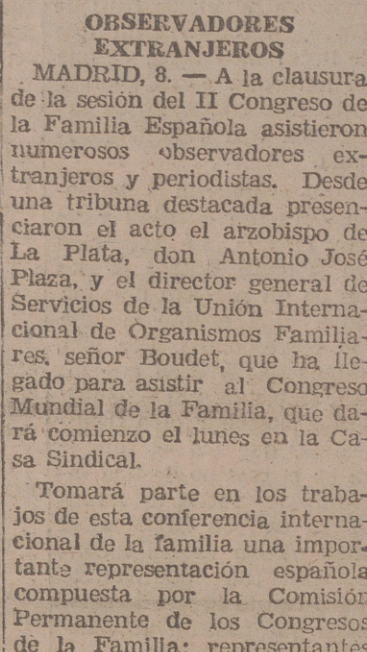 OBSERVADORES
EXTRANJEROS
MADRID, 8. — A la clausura
de la sesión del II Congreso de
la Familia Española asistieron
numerosos observadores ex-
tranjeros y periodistas. Desde
una tribuna destacada presen-
ciaron el acto el arzobispo de
La Plata, don Antonio José
Plaza, y el director general de
Servicios de la Unión Interna-
cional de Organismos Familia-
res, señor Boudet, que ha lle-
gado para asistir al Congreso
Mundial de la Familia, que da-
rá comienzo el lunes en la Ca-
sa Sindical.
Tomará parte en los traba-
jos de esta conferencia interna-
cional de la familia una impor-
tante representación española
compuesta por la Comisión
Permanente de los Congresos
de la Familia; representantes